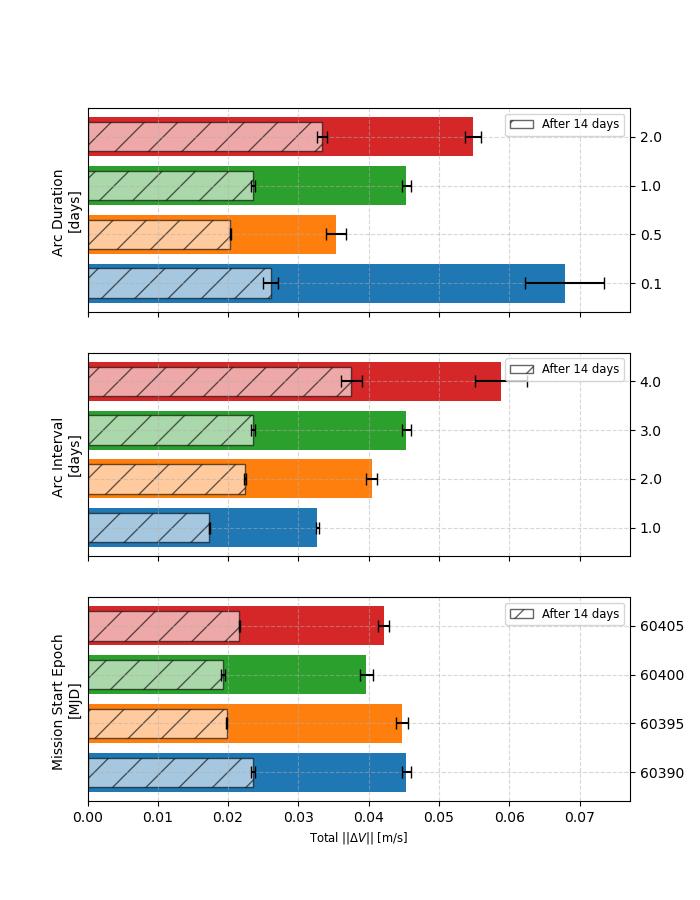 After 14 days
2.0
1.0
0.5
0.1
Arc Duration
[days]
After 14 days
4.0
3.0
2.0
1.0
Arc Interval
[days]
After 14 days
60405
60400
60395
60390
Mission Start Epoch
[MJD]
0.00 0.01 0.02 0.03 0.04 0.05 0.06 0.07
Total ||ΔV|| [m/s]